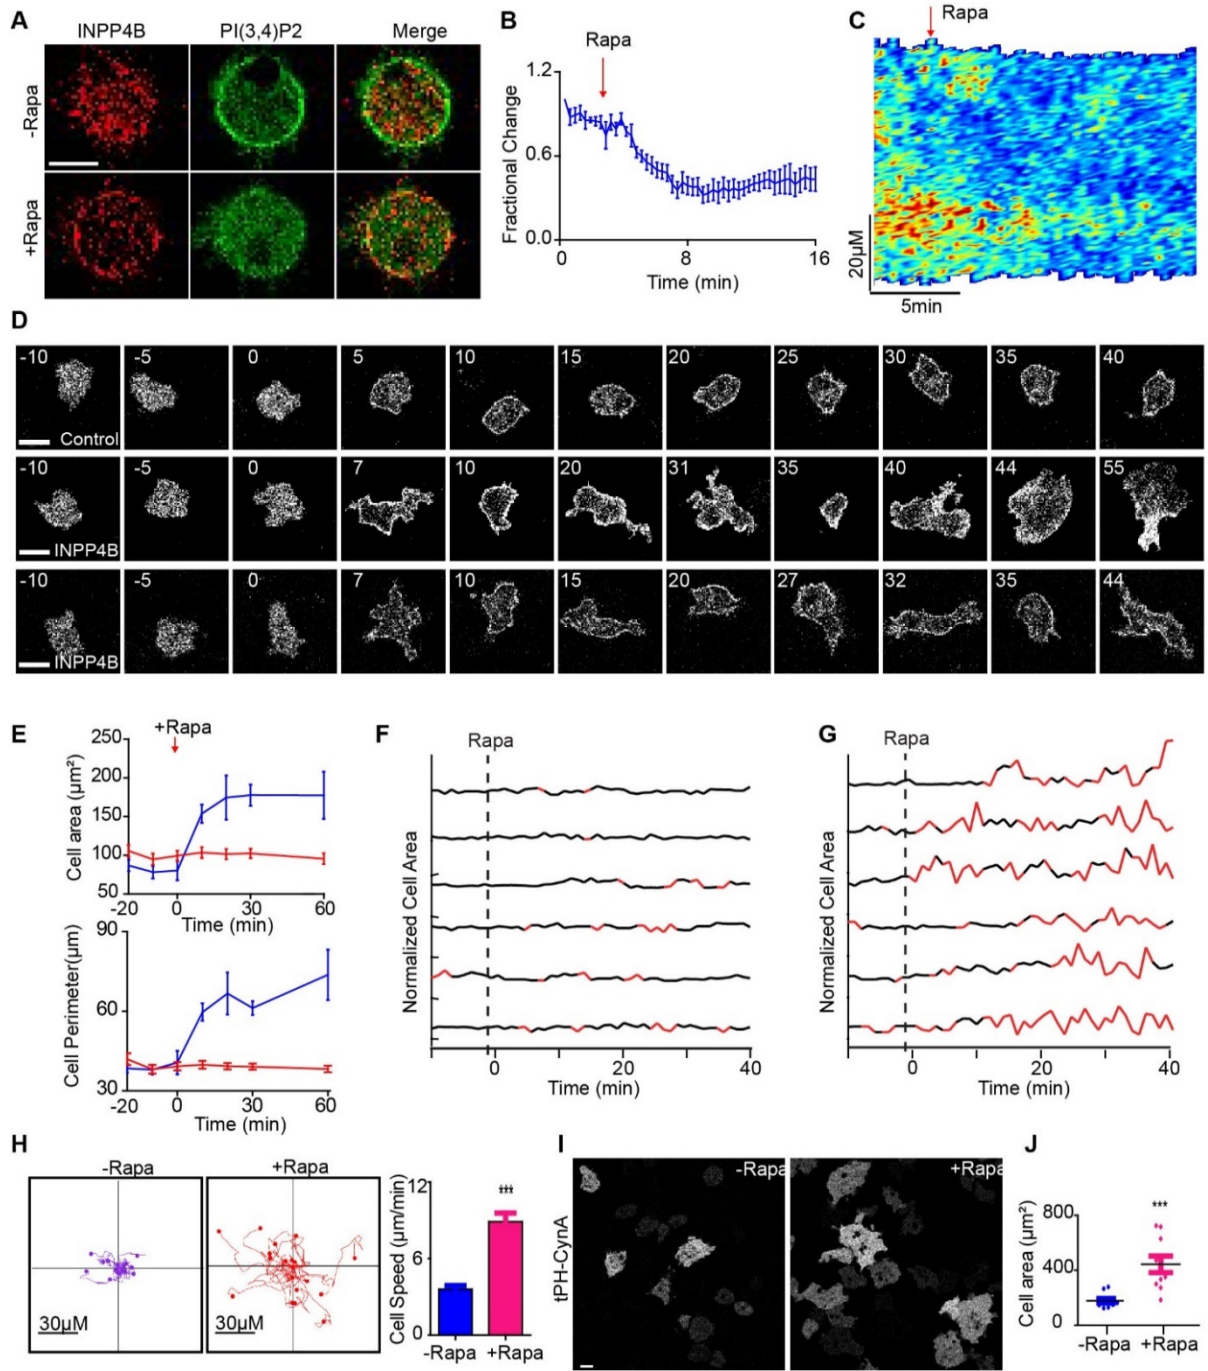 A
INPP4B PI(3,4)P2 Merge
-Rapa
+Rapa
B
Rapa
Fractional Change
1.2
0.6
0.0
0 8 16
Time (min)
C
Rapa
20µM
5min
D
-10 -5 0 5 10 15 20 25 30 35 40
Control
-10 -5 0 7 10 20 31 35 40 44 55
INPP4B
-10 -5 0 7 10 15 20 27 32 35 44
INPP4B
E
+Rapa
Cell area (µm²)
250
200
150
100
50
-20 0 30 60
Time (min)
Cell Perimeter(µm)
90
60
30
-20 0 30 60
Time (min)
F
Rapa
Normalized Cell Area
0 20 40
Time (min)
G
Rapa
Normalized Cell Area
0 20 40
Time (min)
H
-Rapa +Rapa
30µM 30µM
Cell Speed (µm/min)
12
6
0
***
-Rapa +Rapa
I
tPH-CynA
-Rapa +Rapa
J
Cell area (µm²)
800
400
0
***
-Rapa +Rapa